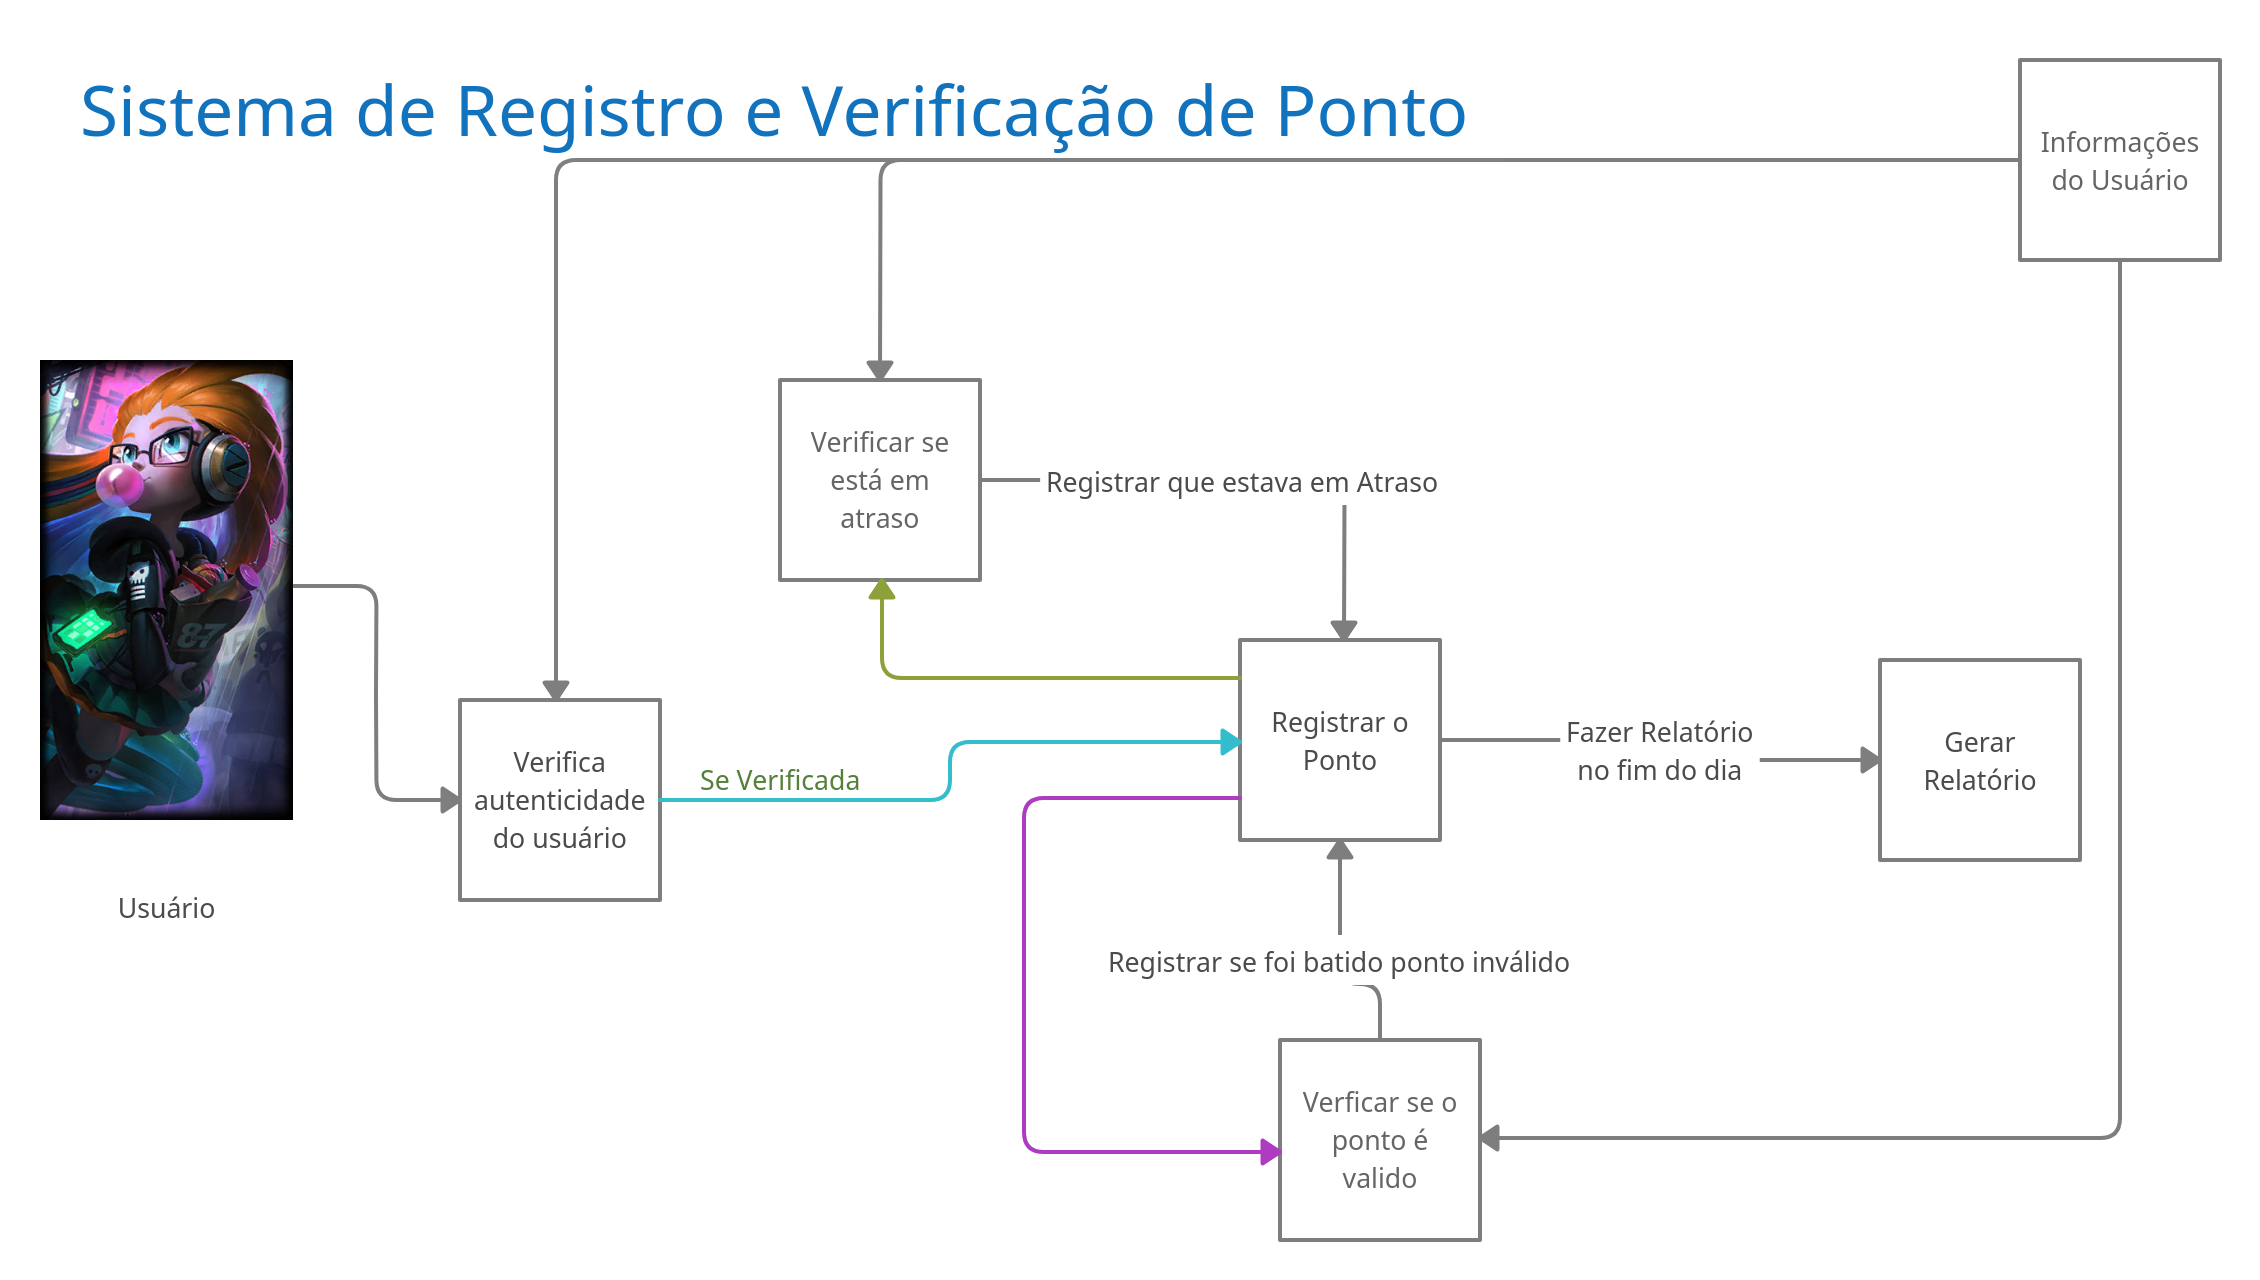 Sistema de Registro e Verificação de Ponto
Informações
do Usuário
Verificar se
está em
atraso
Registrar que estava em Atraso
87
Verifica
autenticidade
do usuário
Se Verificada
Registrar o
Ponto
Fazer Relatório
no fim do dia
Gerar
Relatório
Usuário
Registrar se foi batido ponto inválido
Verficar se o
ponto é
valido